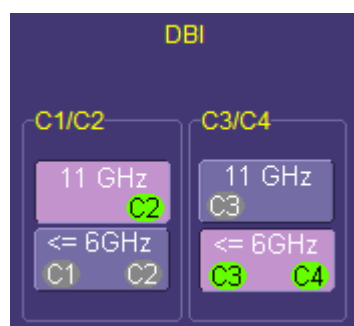 DBI
C1/C2
11 GHz
C2
<= 6GHz
C1 C2
C3/C4
11 GHz
C3
<= 6GHz
C3 C4